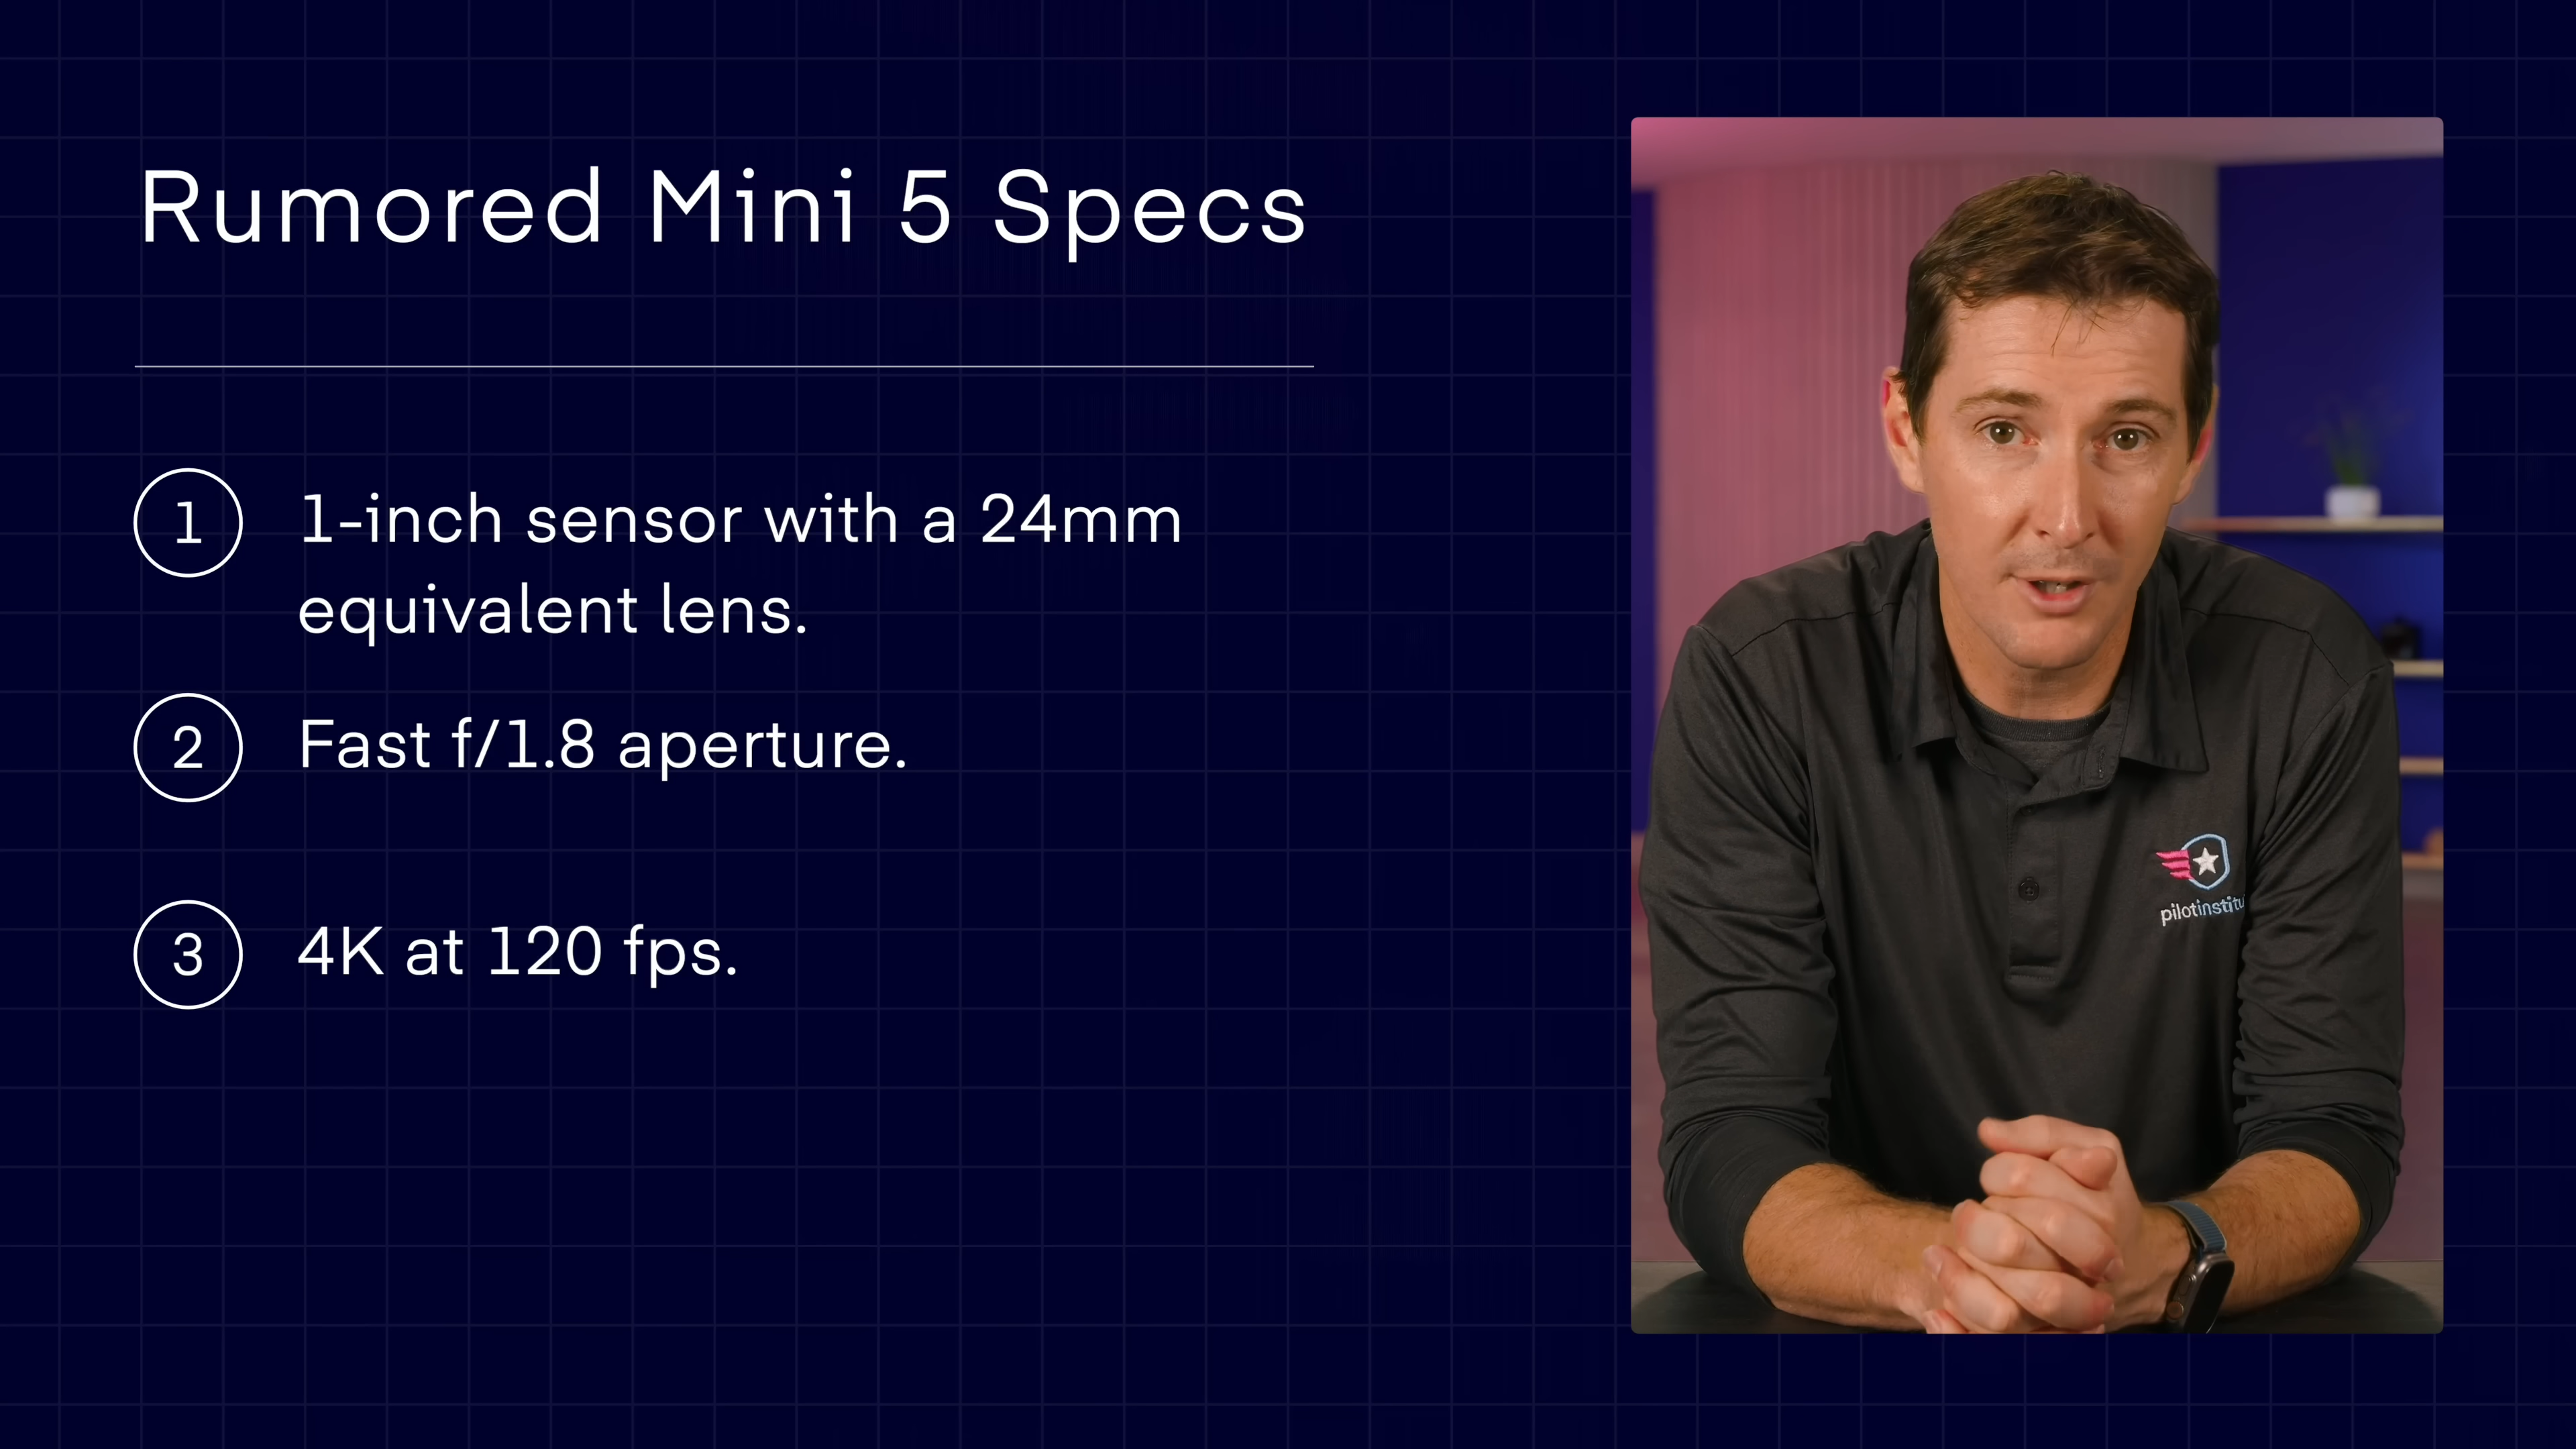 Rumored Mini 5 Specs
1
1-inch sensor with a 24mm
equivalent lens.
2
Fast f/1.8 aperture.
3
4K at 120 fps.
pilotinstitu